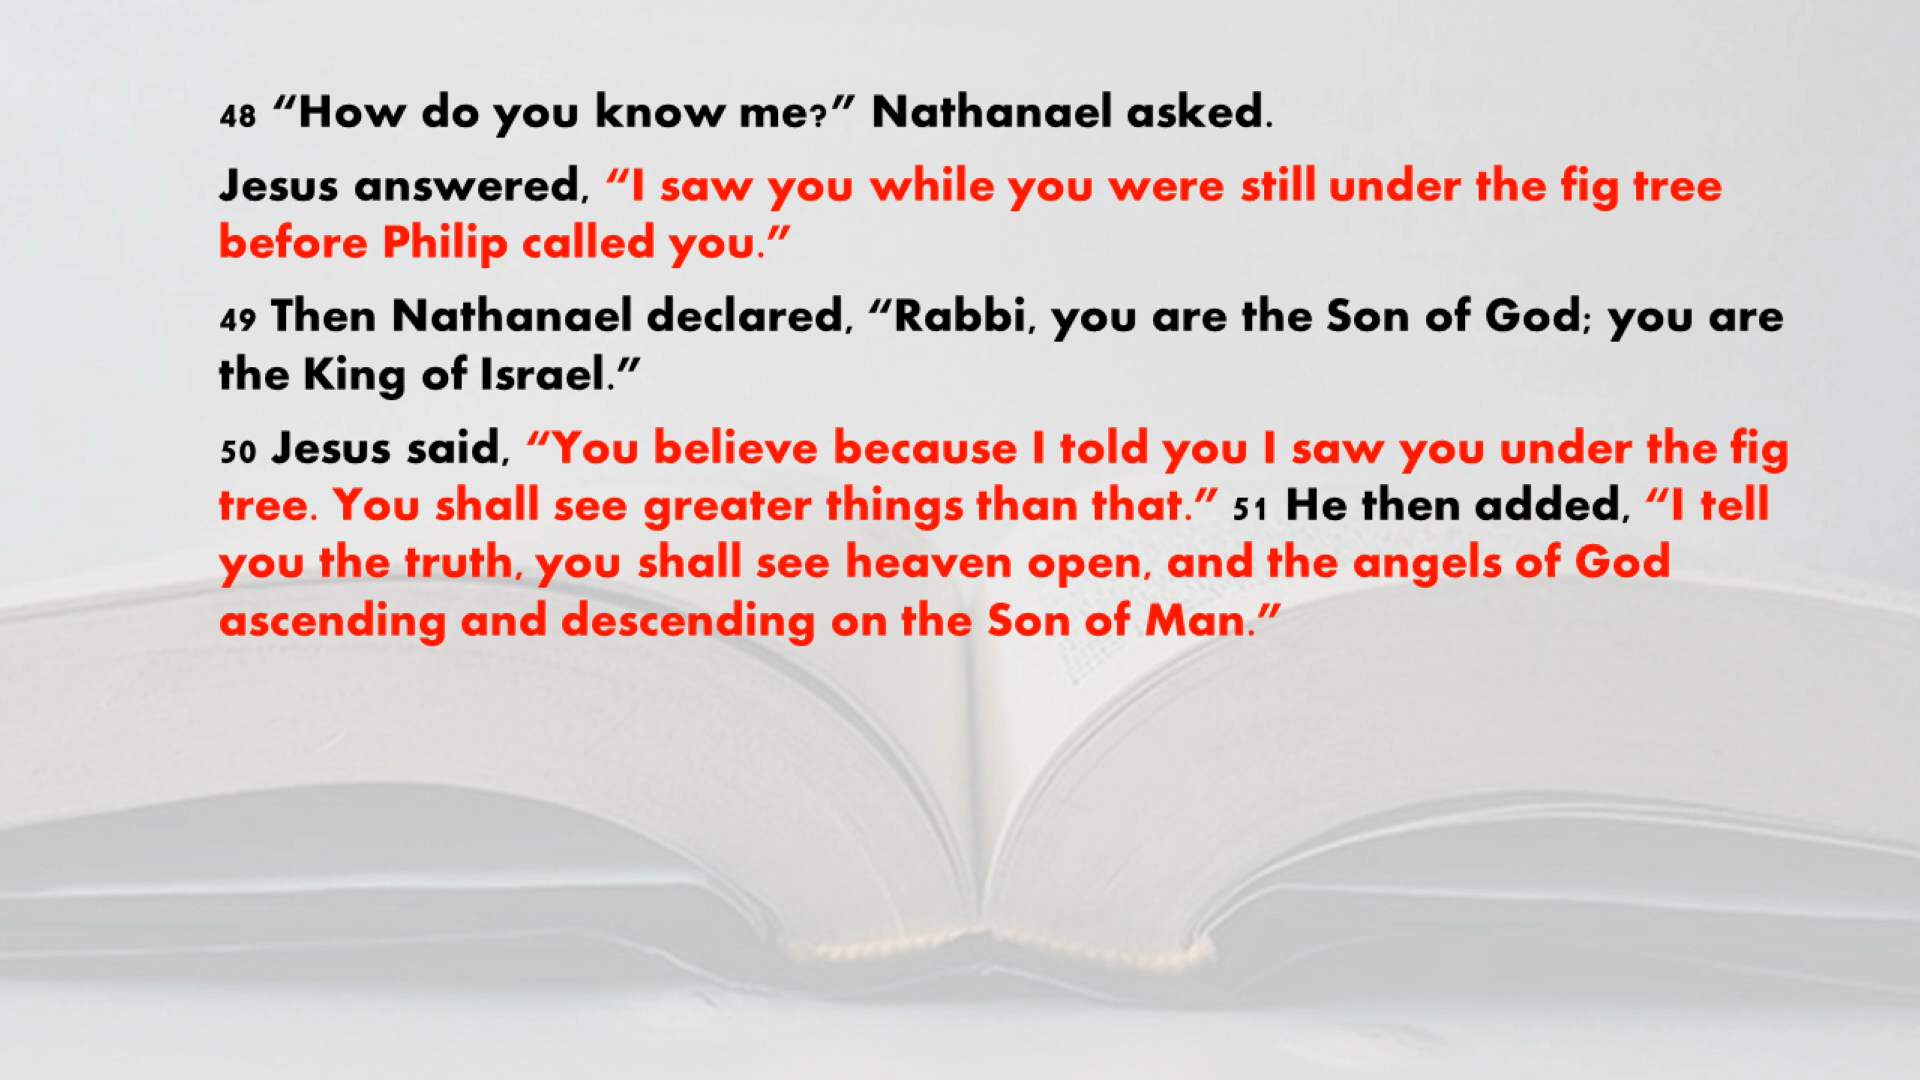 48 “How do you know me?” Nathanael asked.
Jesus answered, “I saw you while you were still under the fig tree
before Philip called you.”
49 Then Nathanael declared, “Rabbi, you are the Son of God; you are
the King of Israel.”
50 Jesus said, “You believe because I told you I saw you under the fig
tree. You shall see greater things than that.” 51 He then added, “I tell
you the truth, you shall see heaven open, and the angels of God
ascending and descending on the Son of Man.”